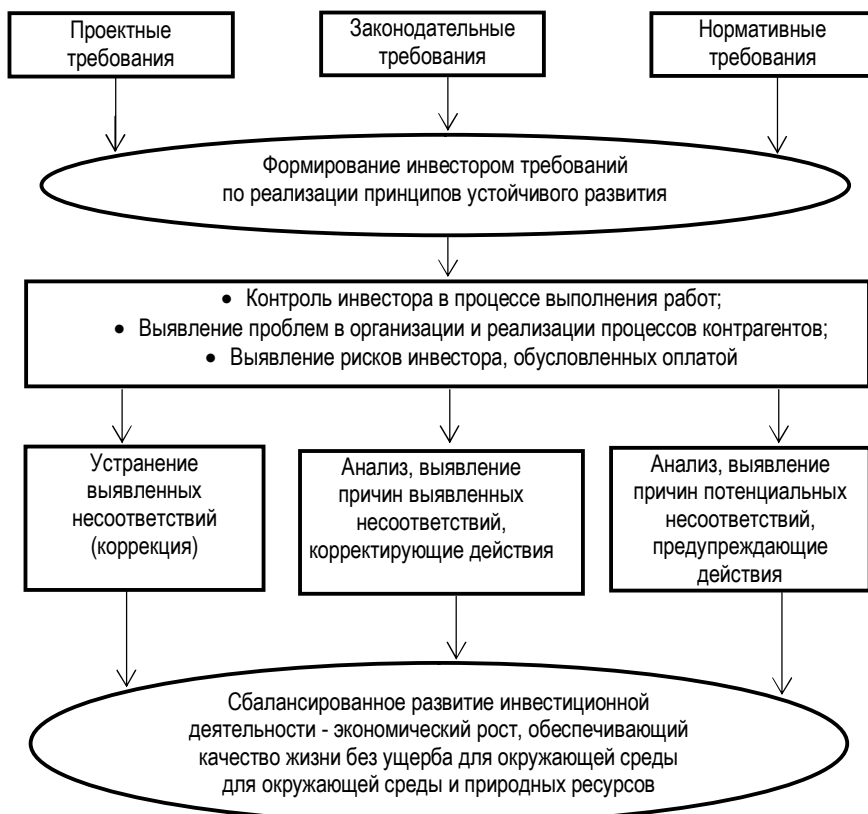 Проектные
требования
Законодательные
требования
Нормативные
требования
Формирование инвестором требований
по реализации принципов устойчивого развития
• Контроль инвестора в процессе выполнения работ;
• Выявление проблем в организации и реализации процессов контрагентов;
• Выявление рисков инвестора, обусловленных оплатой
Устранение
выявленных
несоответствий
(коррекция)
Анализ, выявление
причин выявленных
несоответствий,
корректирующие действия
Анализ, выявление
причин потенциальных
несоответствий,
предупреждающие
действия
Сбалансированное развитие инвестиционной
деятельности - экономический рост, обеспечивающий
качество жизни без ущерба для окружающей среды
для окружающей среды и природных ресурсов